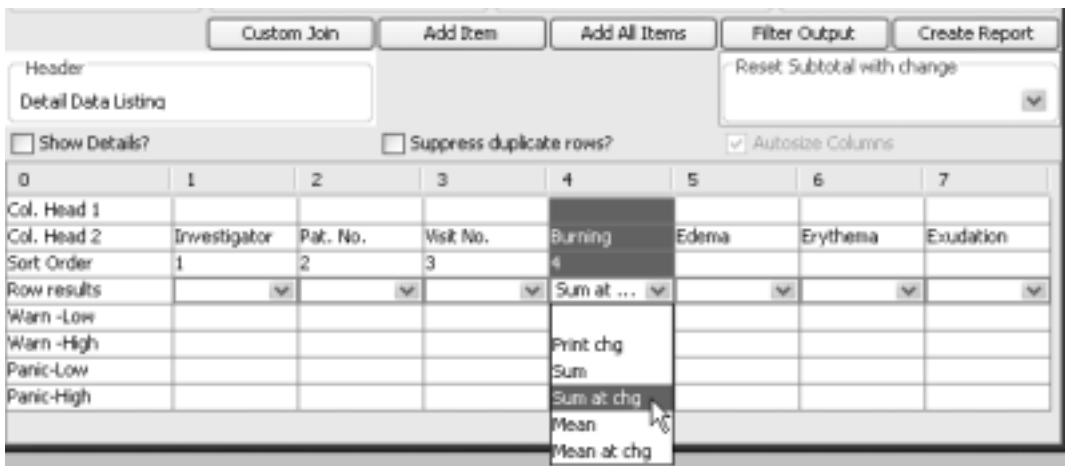 Custom Join Add Item Add All Items Filter Output Create Report
Header Reset Subtotal with change
Detail Data Listing
Show Details? Suppress duplicate rows? Autosize Columns
0 1 2 3 4 5 6 7
Col. Head 1
Col. Head 2 Investigator Pat. No. Visit No. Burning Edema Erythema Exudation
Sort Order 1 2 3 4
Row results Sum at ...
Warn -Low
Warn -High Print chg
Panic-Low Sum
Panic-High Sum at chg
Mean
Mean at chg